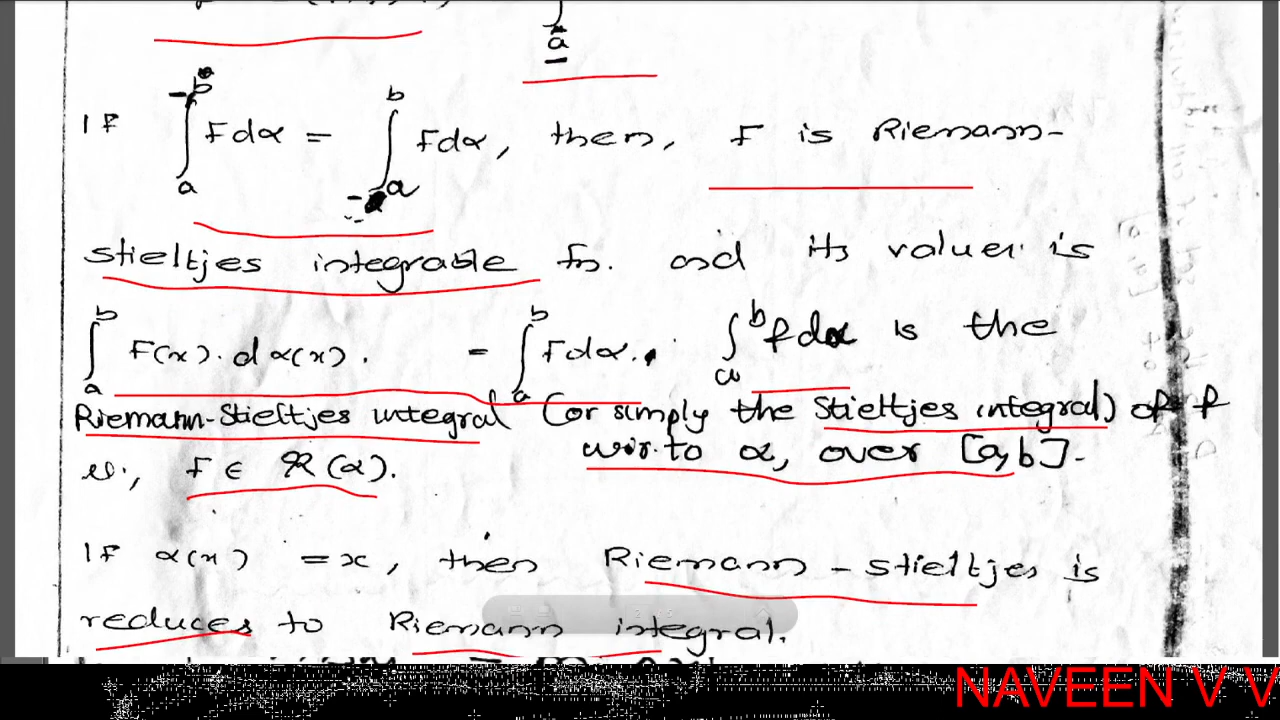 a
If ∫_a^{-b} F dα = ∫_{-a}^b F dα, then, F is Riemann-
stieltjes integrable fn. and its values is
∫_a^b F(x). d α(x). = ∫_a^b F dα. ∫_a^b f dα is the
Riemann-Stieltjes integral (or simply the Stieltjes integral) of f
ie., F ∈ R(α). w.r.to α, over [a,b].
If α(x) = x, then Riemann - stieltjes is
reduces to Riemann integral.
NAVEEN V V